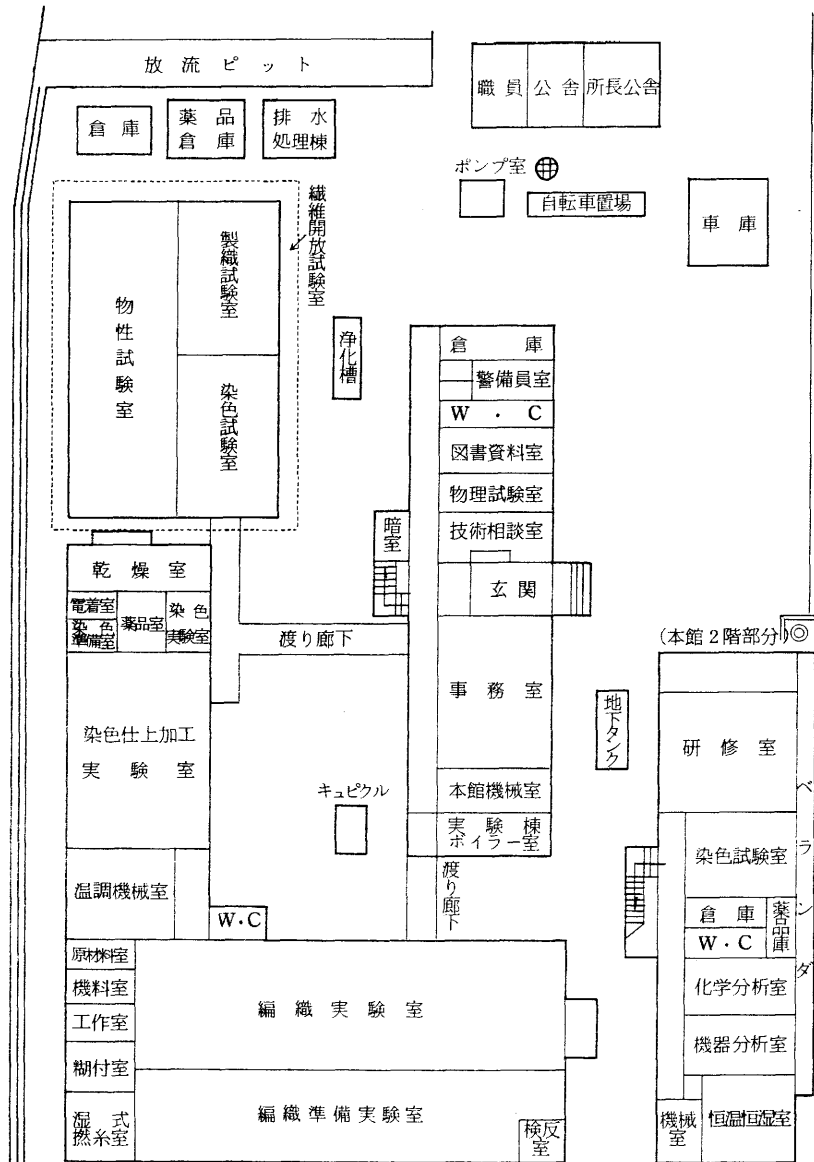 放流ピット
職員公舎
所長公舎
倉庫
薬品
倉庫
排水
処理棟
ポンプ室
自転車置場
車庫
繊維開放試験室
製織試験室
物性試験室
染色試験室
浄化槽
倉庫
警備員室
W・C
図書資料室
物理試験室
技術相談室
暗室
玄関
乾燥室
電着室
薬品室
染色
実験室
染色
準備室
渡り廊下
(本館2階部分)
事務室
地下タンク
研修室
ベランダ
染色仕上加工
実験室
キュピクル
本館機械室
実験棟
ボイラー室
染色試験室
温調機械室
渡り廊下
W・C
倉庫
薬品庫
W・C
原材料室
機料室
工作室
糊付室
湿式
撚糸室
編織実験室
編織準備実験室
検反室
化学分析室
機器分析室
機械室
恒温恒湿室